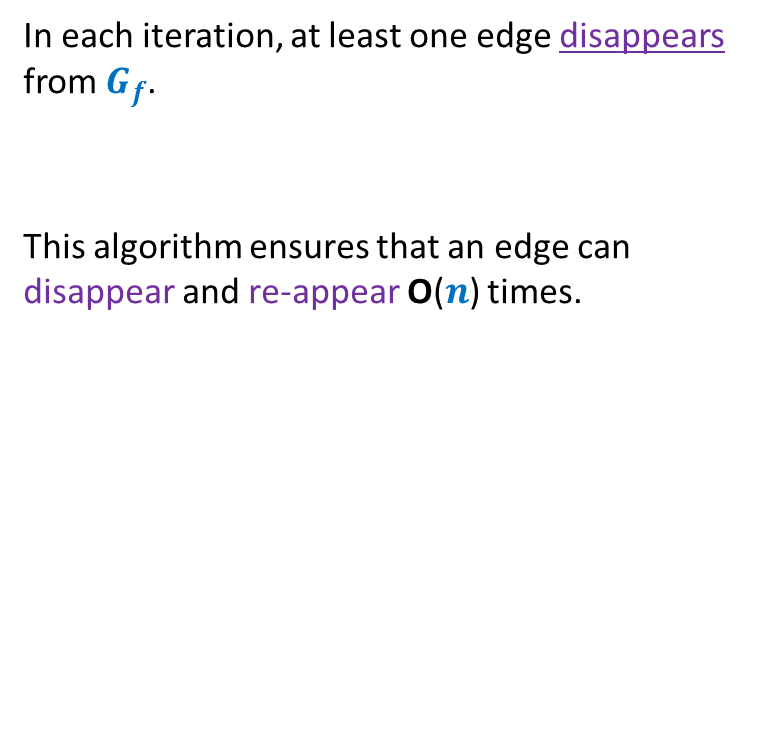 In each iteration, at least one edge disappears
from G_f.
This algorithm ensures that an edge can
disappear and re-appear O(n) times.